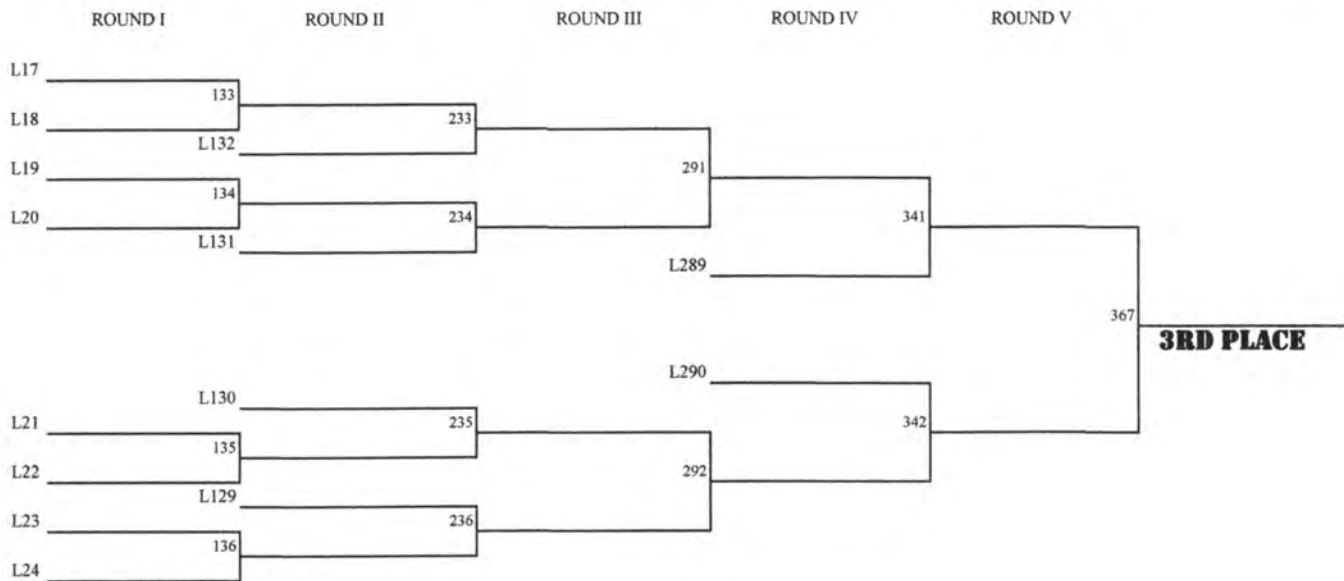 ROUND I ROUND II ROUND III ROUND IV ROUND V
L17
133
L18
233
L132
L19
291
134
L20
234
341
L131
L289
367
3RD PLACE
L290
L130
L21
235
342
135
L22
292
L129
L23
236
136
L24